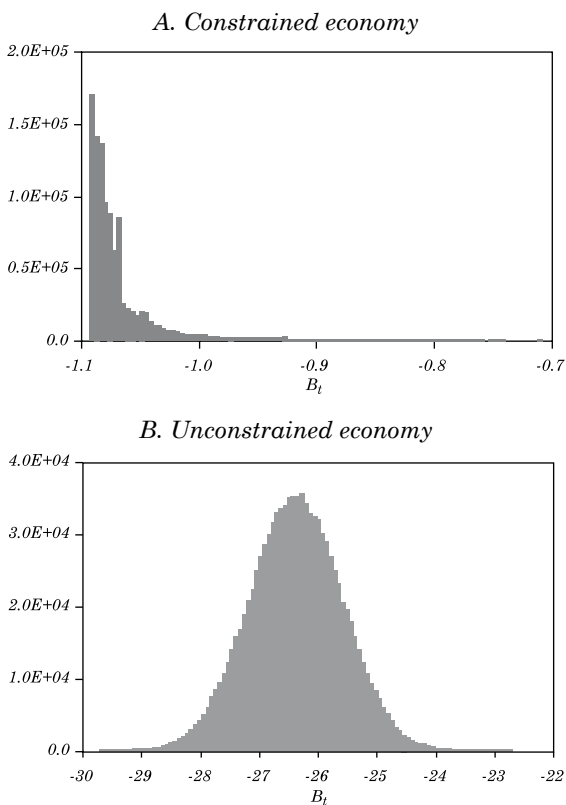 A. Constrained economy
2.0E+05
1.5E+05
1.0E+05
0.5E+05
0.0
-1.1 -1.0 -0.9 -0.8 -0.7
Bt
B. Unconstrained economy
4.0E+04
3.0E+04
2.0E+04
1.0E+04
0.0
-30 -29 -28 -27 -26 -25 -24 -23 -22
Bt